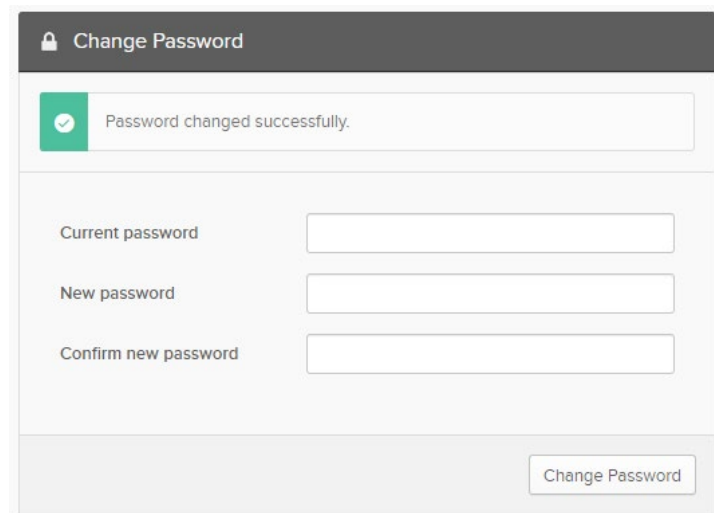 Change Password
Password changed successfully.
Current password
New password
Confirm new password
Change Password